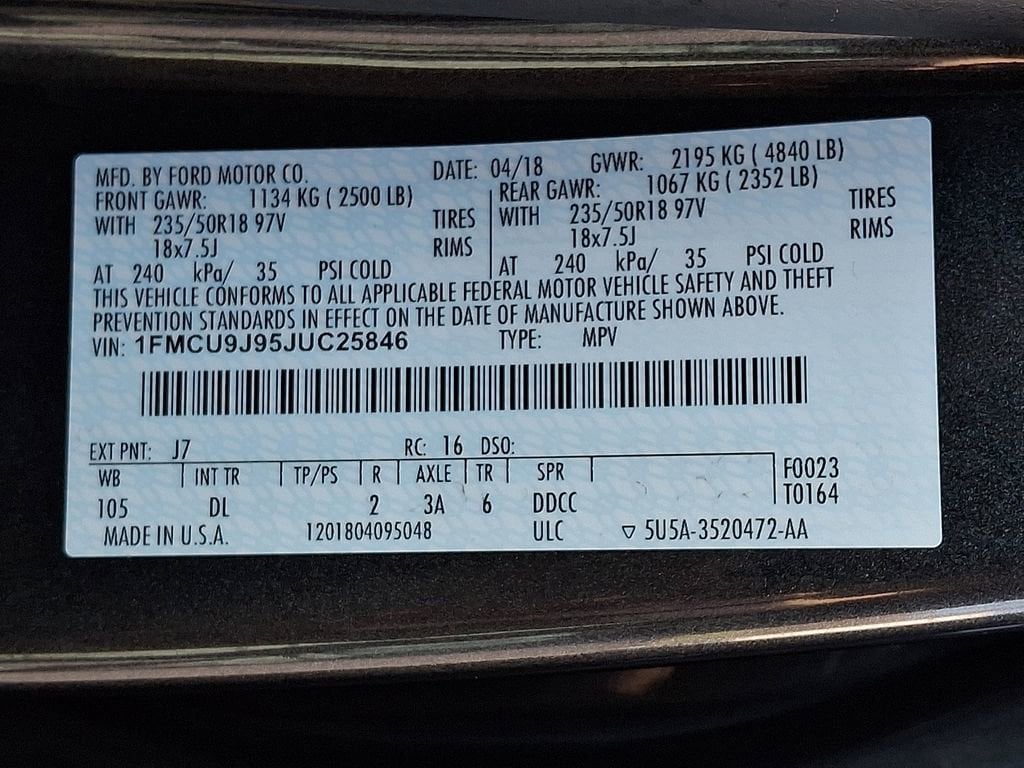 MFD. BY FORD MOTOR CO. DATE: 04/18 GVWR: 2195 KG ( 4840 LB)
FRONT GAWR: 1134 KG ( 2500 LB) REAR GAWR: 1067 KG ( 2352 LB)
WITH 235/50R18 97V TIRES WITH 235/50R18 97V TIRES
18x7.5J RIMS 18x7.5J RIMS
AT 240 kPa/ 35 PSI COLD AT 240 kPa/ 35 PSI COLD
THIS VEHICLE CONFORMS TO ALL APPLICABLE FEDERAL MOTOR VEHICLE SAFETY AND THEFT
PREVENTION STANDARDS IN EFFECT ON THE DATE OF MANUFACTURE SHOWN ABOVE.
VIN: 1FMCU9J95JUC25846 TYPE: MPV
EXT PNT: J7 RC: 16 DSO:
WB INT TR TP/PS R AXLE TR SPR F0023
105 DL 2 3A 6 DDCC T0164
MADE IN U.S.A. 1201804095048 ULC ▽ 5U5A-3520472-AA